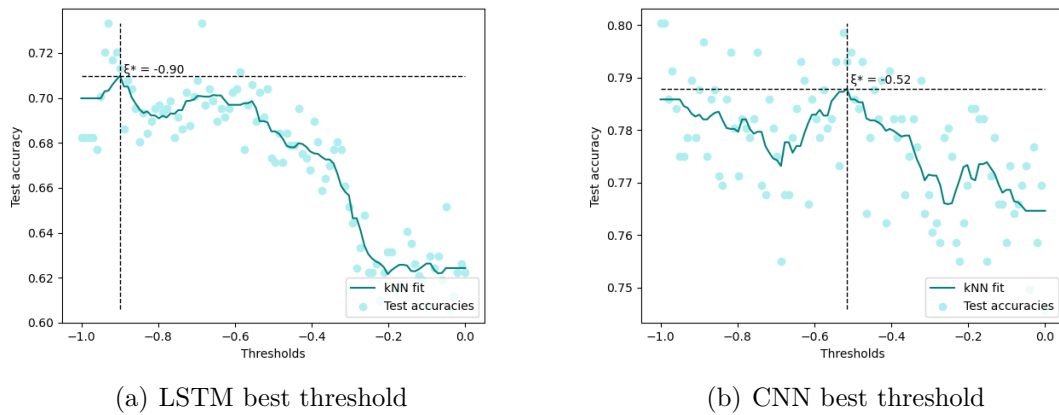 0.72
0.70
0.68
0.66
0.64
0.62
0.60
Test accuracy
ξ* = -0.90
kNN fit
Test accuracies
−1.0 −0.8 −0.6 −0.4 −0.2 0.0
Thresholds
(a) LSTM best threshold
0.80
0.79
0.78
0.77
0.76
0.75
Test accuracy
ξ* = -0.52
kNN fit
Test accuracies
−1.0 −0.8 −0.6 −0.4 −0.2 0.0
Thresholds
(b) CNN best threshold